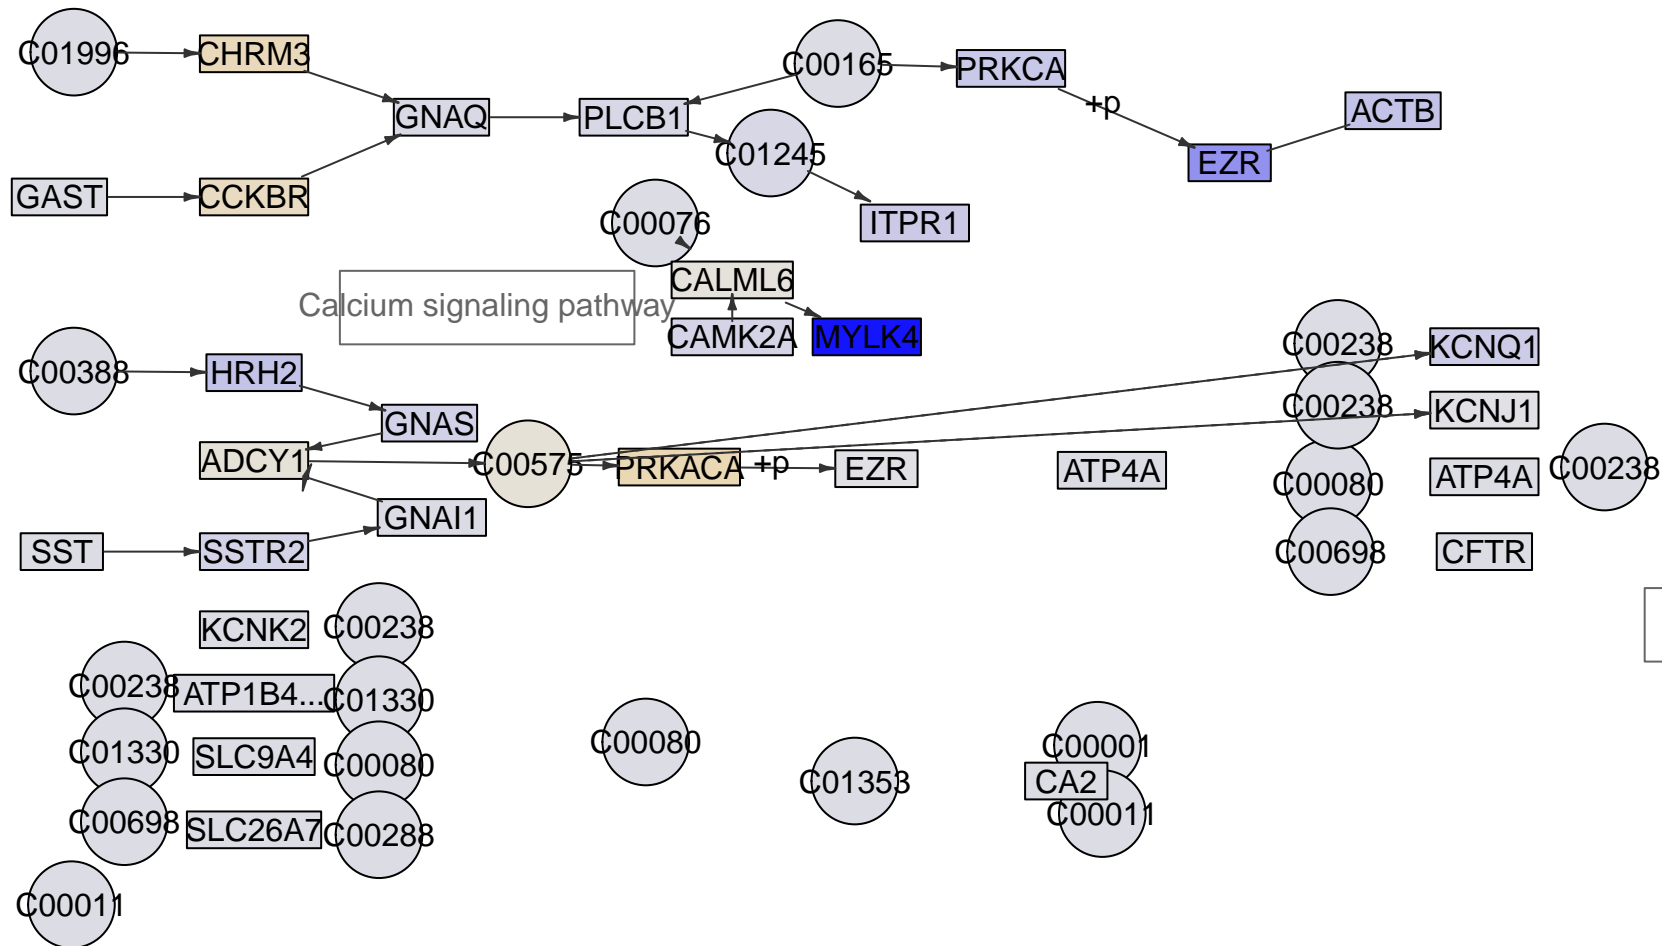 C01996
CHRM3
C00165
PRKCA
+p
ACTB
GNAQ
PLCB1
C01245
EZR
GAST
CCKBR
C00076
ITPR1
CALML6
Calcium signaling pathway
CAMK2A
MYLK4
C00238
KCNQ1
C00388
HRH2
C00238
KCNJ1
GNAS
ADCY1
C00575
PRKACA
+p
EZR
ATP4A
C00080
ATP4A
C00238
GNAI1
SST
SSTR2
C00698
CFTR
KCNK2
C00238
C00238
ATP1B4...
C01330
C01330
SLC9A4
C00080
C00080
C01353
C00001
CA2
C00011
C00698
SLC26A7
C00288
C00011